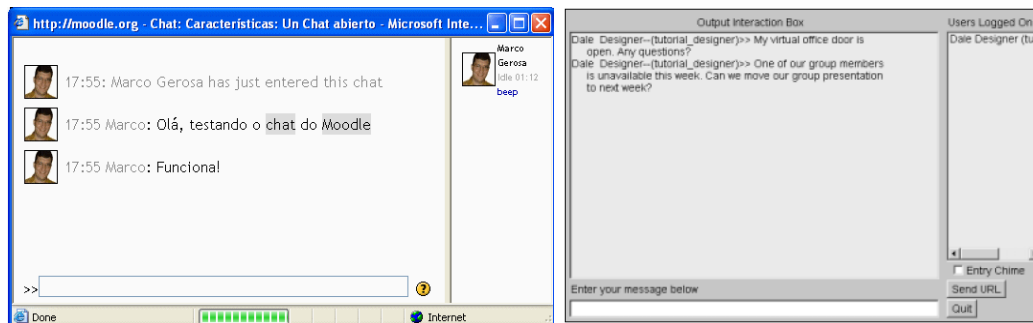 http://moodle.org - Chat: Características: Un Chat abierto - Microsoft Inte...
Marco
Gerosa
Idle 01:12
beep
17:55: Marco Gerosa has just entered this chat
17:55 Marco: Olá, testando o chat do Moodle
17:55 Marco: Funciona!
>>
?
Done
Internet
Output Interaction Box
Dale Designer--(tutorial_designer)>> My virtual office door is
open. Any questions?
Dale Designer--(tutorial_designer)>> One of our group members
is unavailable this week. Can we move our group presentation
to next week?
Enter your message below
Users Logged On
Dale Designer (tu
Entry Chime
Send URL
Quit